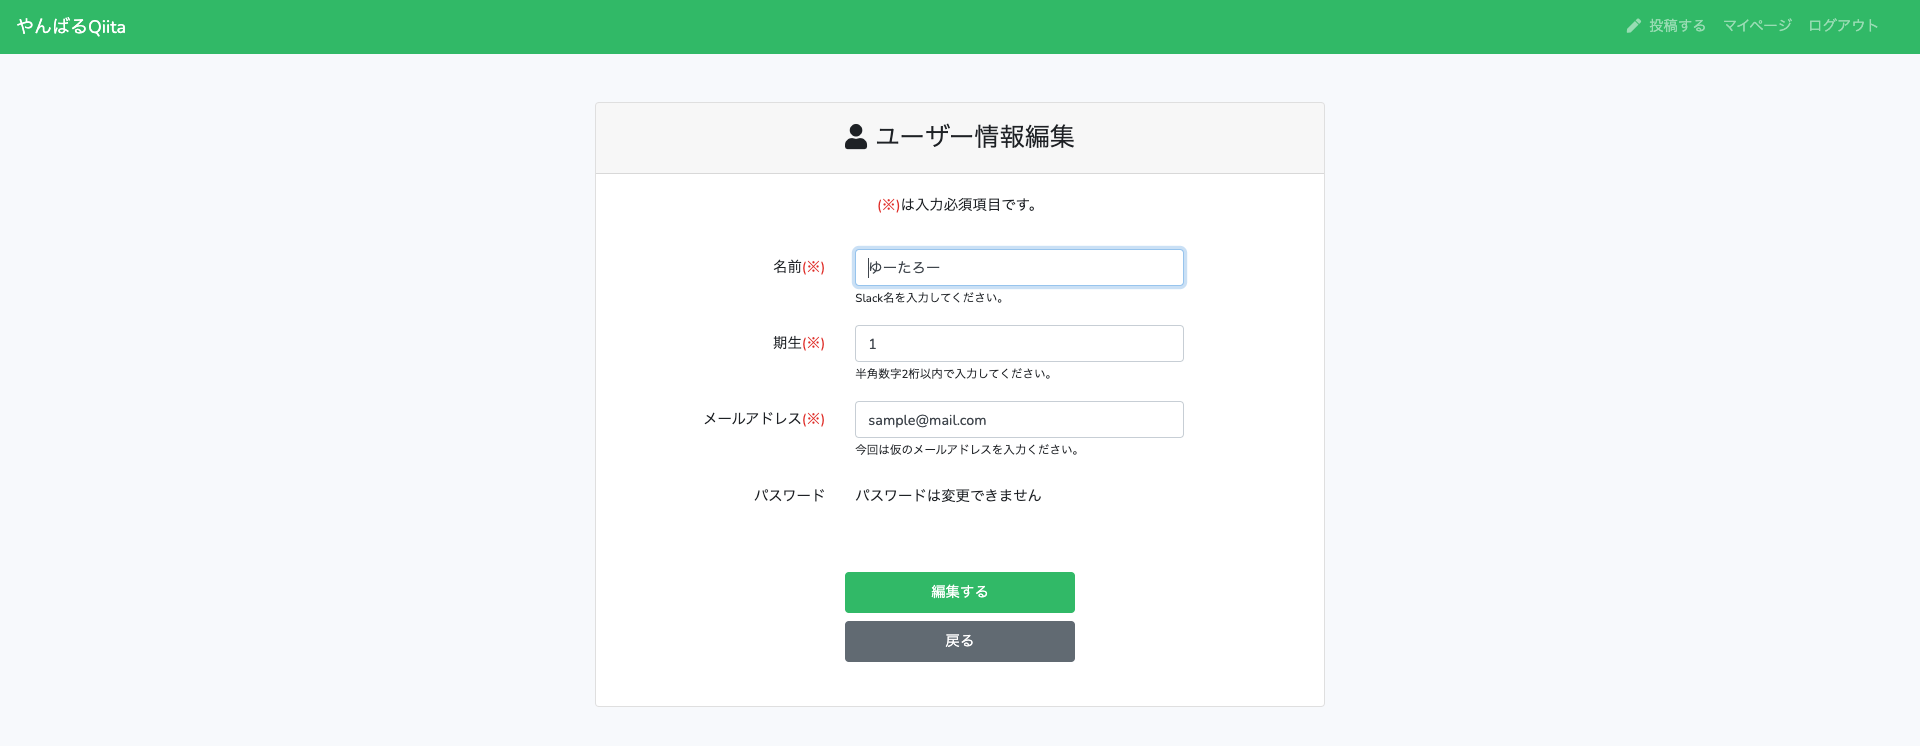 やんばるQiita
投稿する マイページ ログアウト
ユーザー情報編集
(※)は入力必須項目です。
名前(※) ゆーたろー
Slack名を入力してください。
期生(※) 1
半角数字2桁以内で入力してください。
メールアドレス(※) sample@mail.com
今回は仮のメールアドレスを入力ください。
パスワード パスワードは変更できません
編集する
戻る